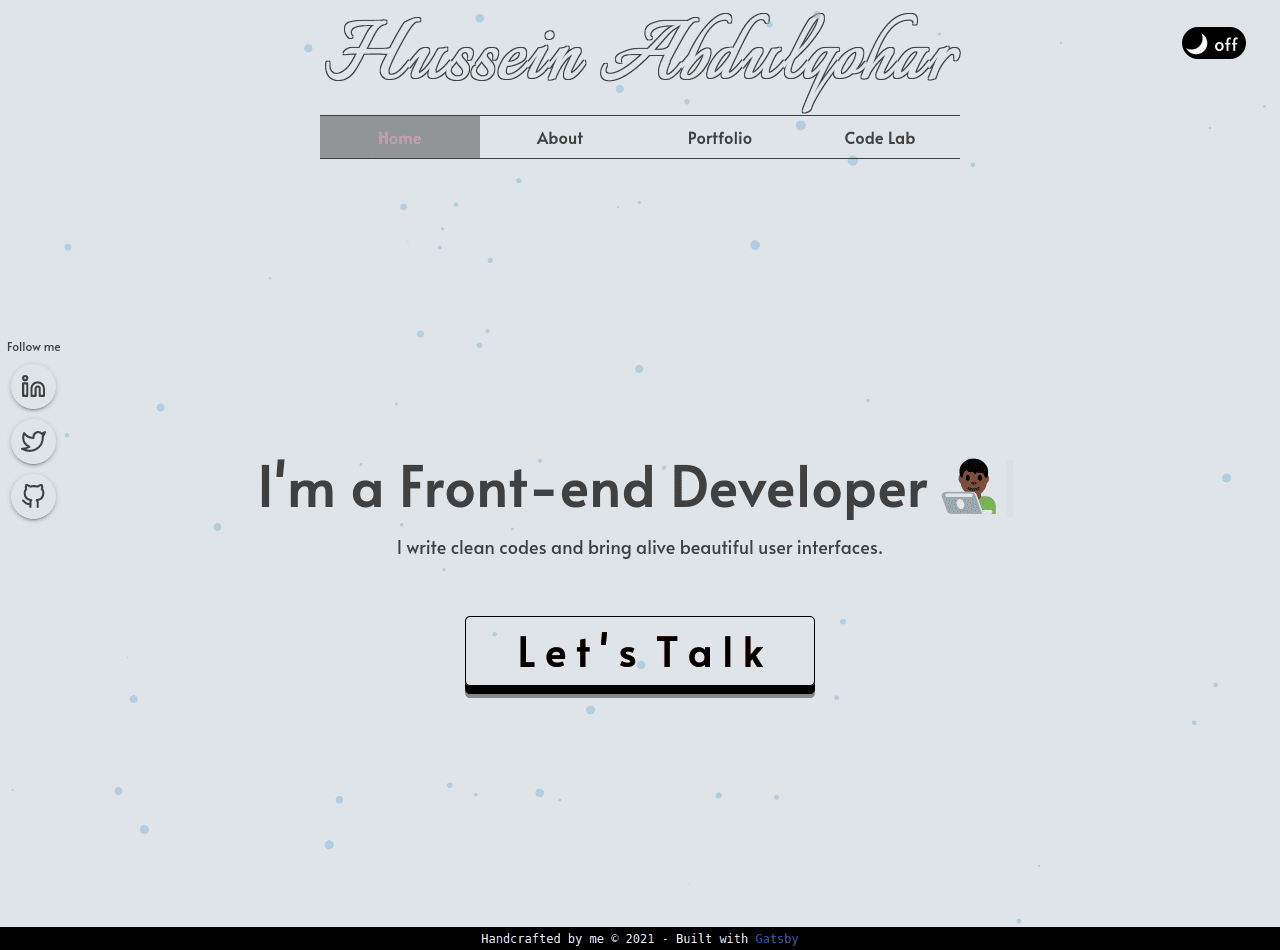 Hussein Abdulqohar
off
Home About Portfolio Code Lab
Follow me
I'm a Front-end Developer
I write clean codes and bring alive beautiful user interfaces.
Let's Talk
Handcrafted by me © 2021 - Built with Gatsby